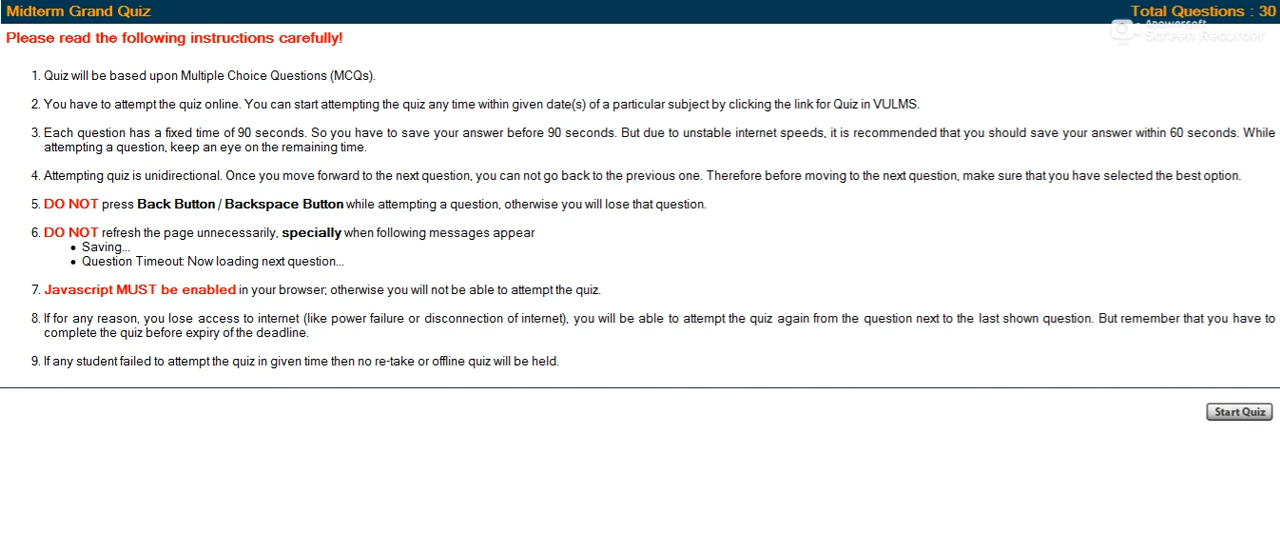 Midterm Grand Quiz
Total Questions : 30
Apowersoft
Screen Recorder
Please read the following instructions carefully!
1. Quiz will be based upon Multiple Choice Questions (MCQs).
2. You have to attempt the quiz online. You can start attempting the quiz any time within given date(s) of a particular subject by clicking the link for Quiz in VULMS.
3. Each question has a fixed time of 90 seconds. So you have to save your answer before 90 seconds. But due to unstable internet speeds, it is recommended that you should save your answer within 60 seconds. While
attempting a question, keep an eye on the remaining time.
4. Attempting quiz is unidirectional. Once you move forward to the next question, you can not go back to the previous one. Therefore before moving to the next question, make sure that you have selected the best option.
5. DO NOT press Back Button / Backspace Button while attempting a question, otherwise you will lose that question.
6. DO NOT refresh the page unnecessarily, specially when following messages appear
• Saving...
• Question Timeout: Now loading next question...
7. Javascript MUST be enabled in your browser; otherwise you will not be able to attempt the quiz.
8. If for any reason, you lose access to internet (like power failure or disconnection of internet), you will be able to attempt the quiz again from the question next to the last shown question. But remember that you have to
complete the quiz before expiry of the deadline.
9. If any student failed to attempt the quiz in given time then no re-take or offline quiz will be held.
Start Quiz